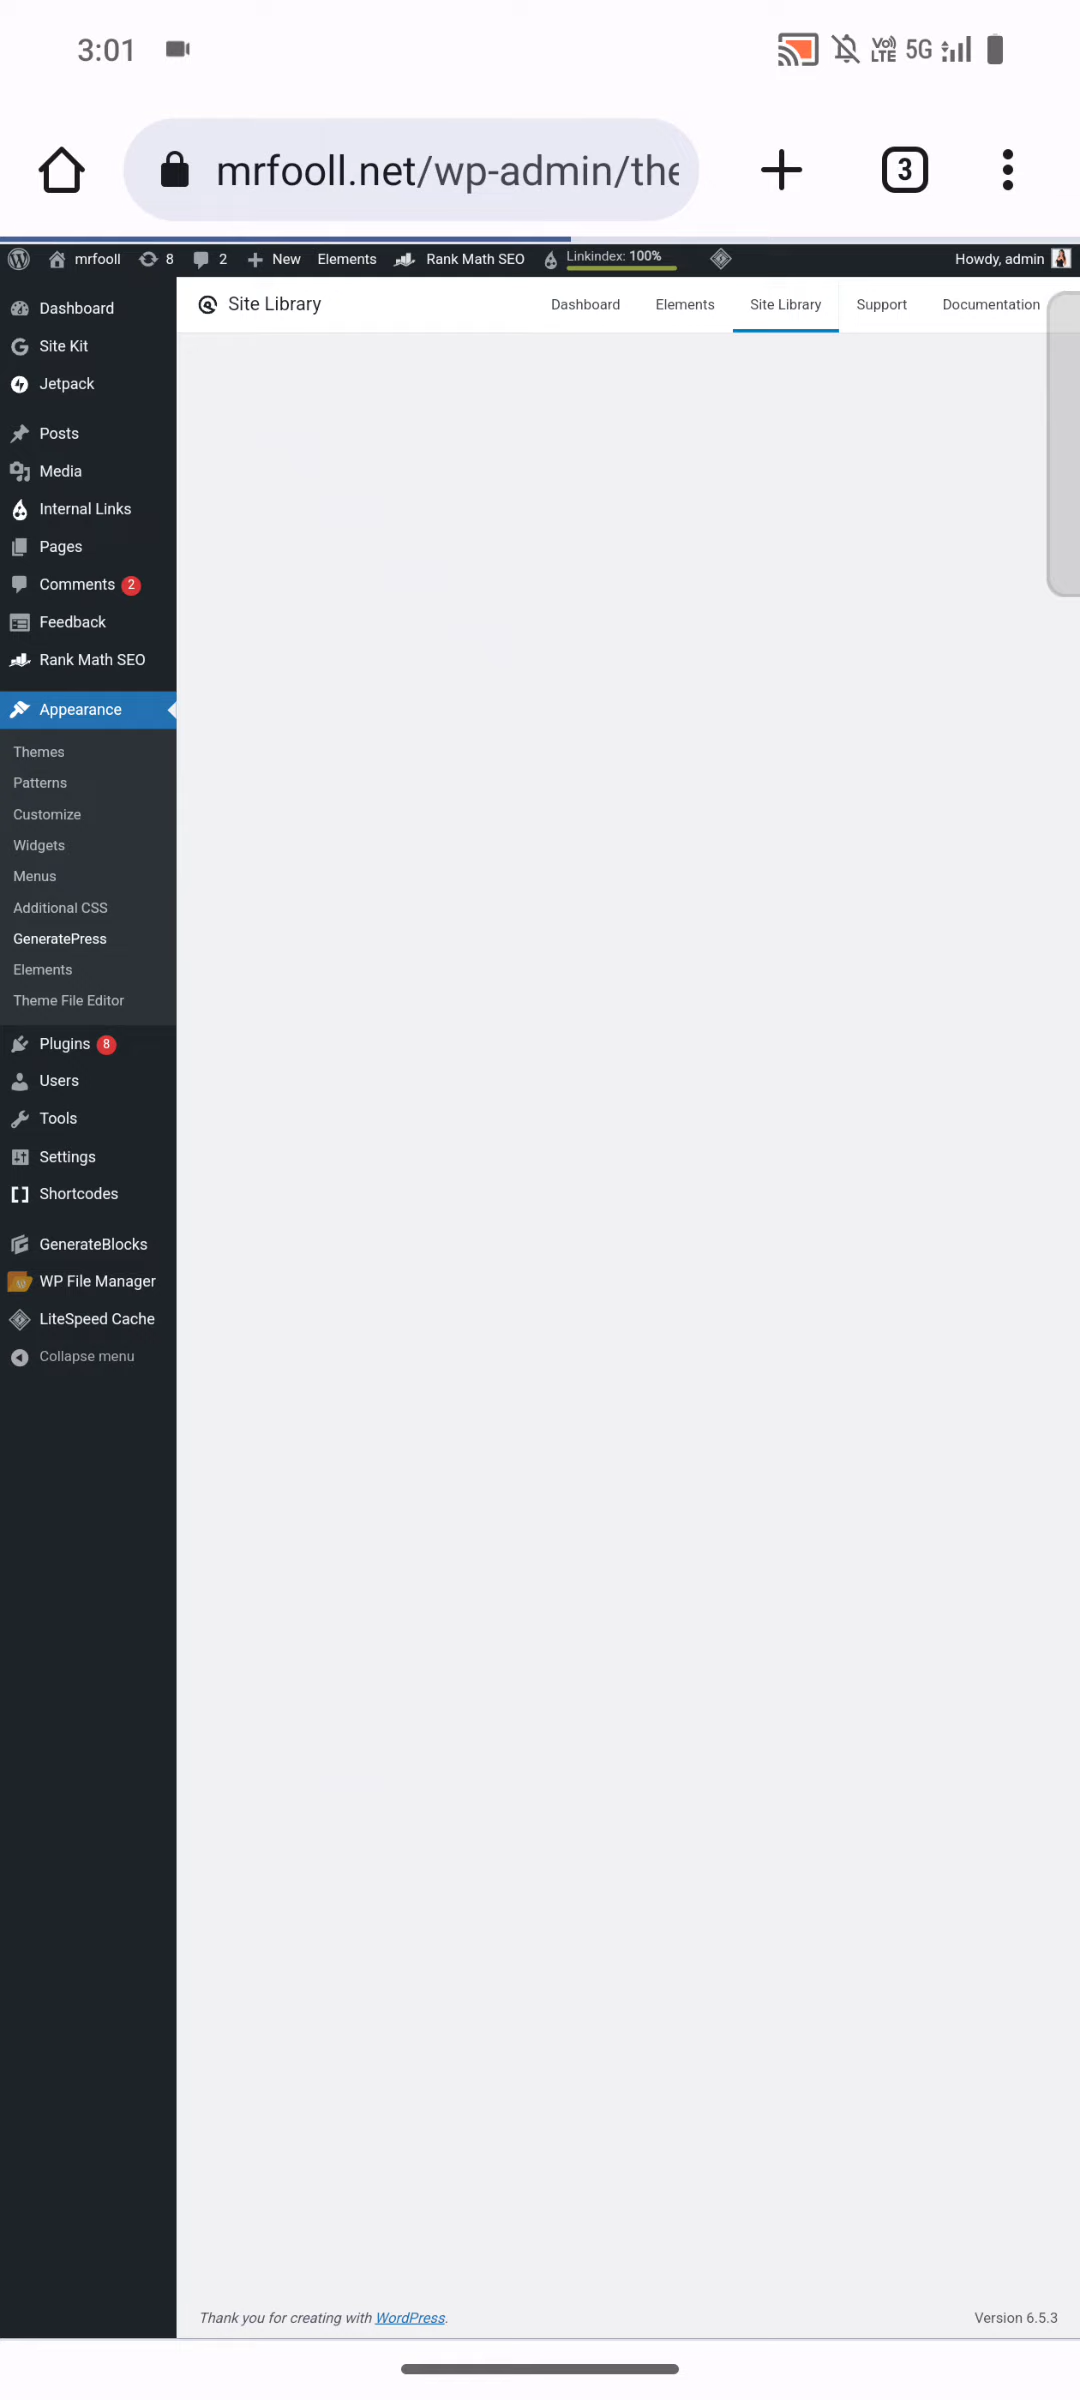 3:01
Vo)) LTE 5G
mrfooll.net/wp-admin/the
3
mrfooll 8 2 New Elements Rank Math SEO Linkindex: 100% Howdy, admin
Site Library Dashboard Elements Site Library Support Documentation
Dashboard
Site Kit
Jetpack
Posts
Media
Internal Links
Pages
Comments 2
Feedback
Rank Math SEO
Appearance
Themes
Patterns
Customize
Widgets
Menus
Additional CSS
GeneratePress
Elements
Theme File Editor
Plugins 8
Users
Tools
Settings
Shortcodes
GenerateBlocks
WP File Manager
LiteSpeed Cache
Collapse menu
Thank you for creating with WordPress. Version 6.5.3